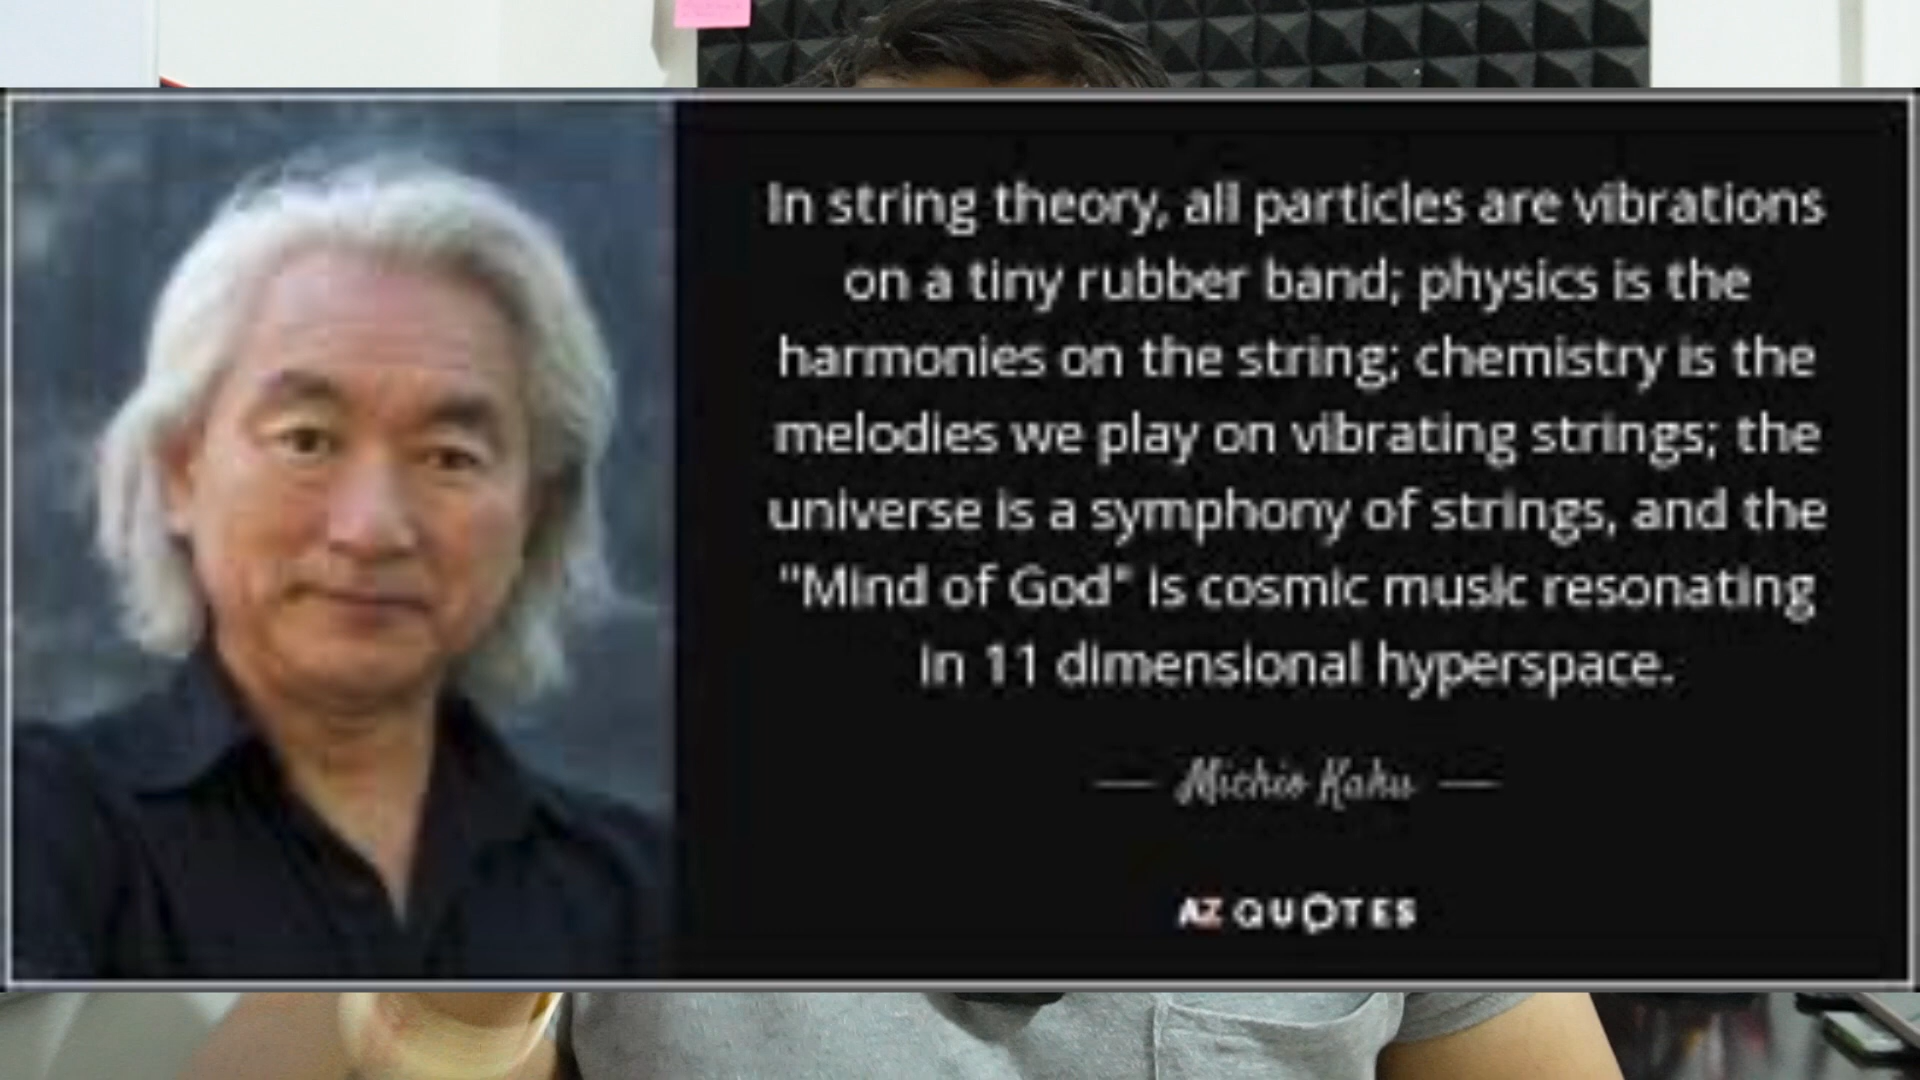 In string theory, all particles are vibrations
on a tiny rubber band; physics is the
harmonies on the string; chemistry is the
melodies we play on vibrating strings; the
universe is a symphony of strings, and the
"Mind of God" is cosmic music resonating
in 11 dimensional hyperspace.
— Michio Kaku —
AZ QUOTES